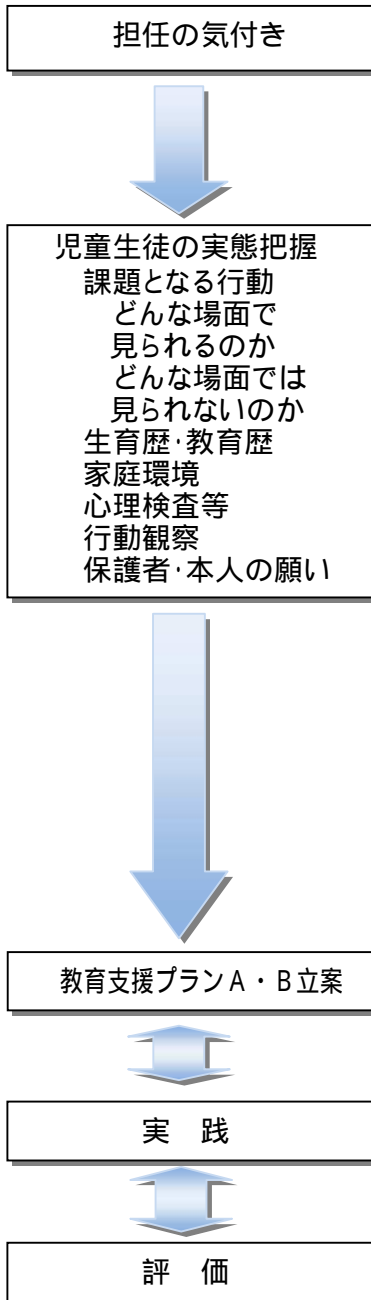 担任の気付き
児童生徒の実態把握
課題となる行動
どんな場面で
見られるのか
どんな場面では
見られないのか
生育歴・教育歴
家庭環境
心理検査等
行動観察
保護者・本人の願い
教育支援プランA・B立案
実　践
評　価